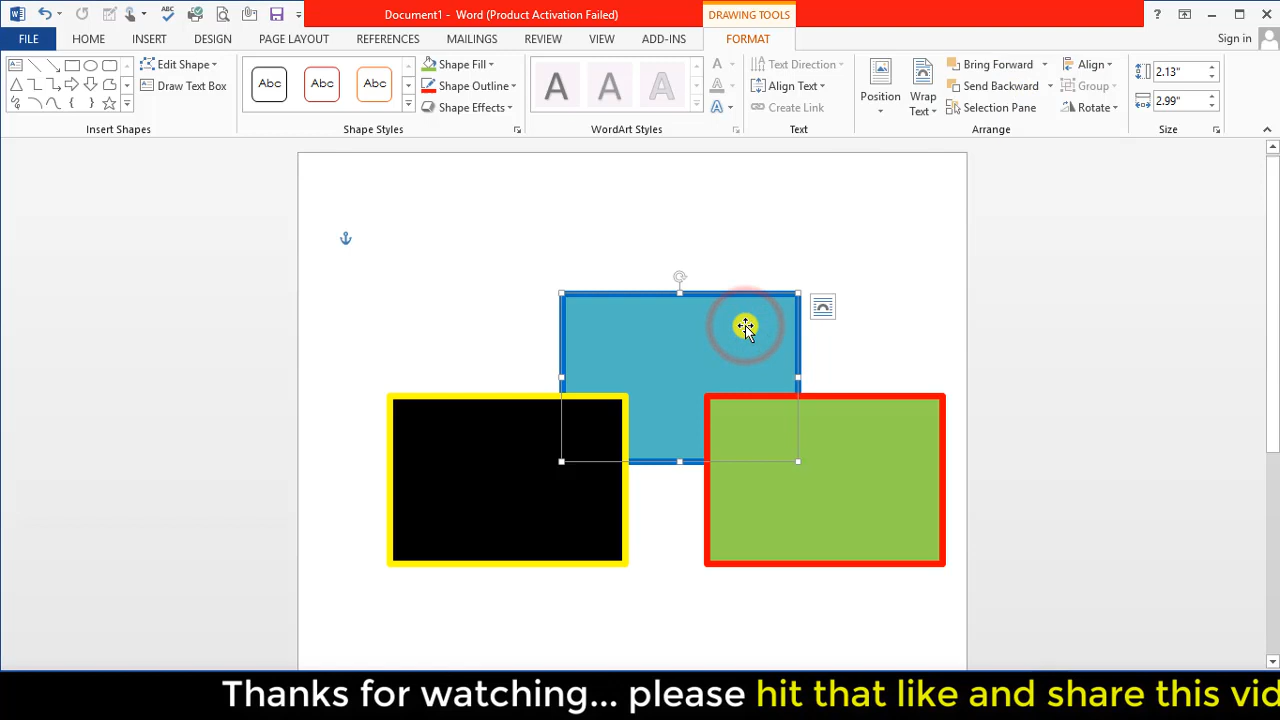 Document1 - Word (Product Activation Failed)
DRAWING TOOLS
?
FILE
HOME
INSERT
DESIGN
PAGE LAYOUT
REFERENCES
MAILINGS
REVIEW
VIEW
ADD-INS
FORMAT
Sign in
Edit Shape
Draw Text Box
Insert Shapes
Abc
Abc
Abc
Shape Fill
Shape Outline
Shape Effects
Shape Styles
A
A
A
WordArt Styles
Text Direction
Align Text
Create Link
Text
Position
Wrap
Text
Bring Forward
Send Backward
Selection Pane
Align
Group
Rotate
Arrange
2.13"
2.99"
Size
Thanks for watching... please hit that like and share this vid